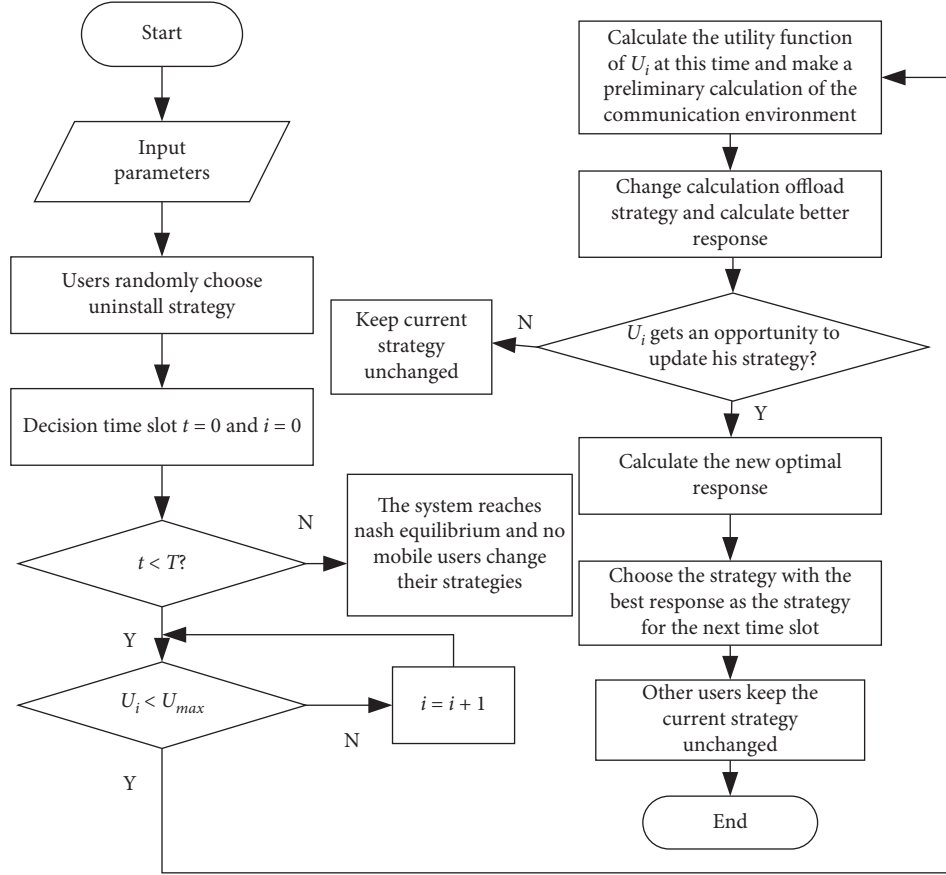 Start
Input
parameters
Users randomly choose
uninstall strategy
Decision time slot t = 0 and i = 0
t < T?
N
The system reaches
nash equilibrium and no
mobile users change
their strategies
Y
U_i < U_max
N
i = i + 1
Y
Calculate the utility function
of U_i at this time and make a
preliminary calculation of the
communication environment
Change calculation offload
strategy and calculate better
response
U_i gets an opportunity to
update his strategy?
N
Keep current
strategy
unchanged
Y
Calculate the new optimal
response
Choose the strategy with the
best response as the strategy
for the next time slot
Other users keep the
current strategy
unchanged
End